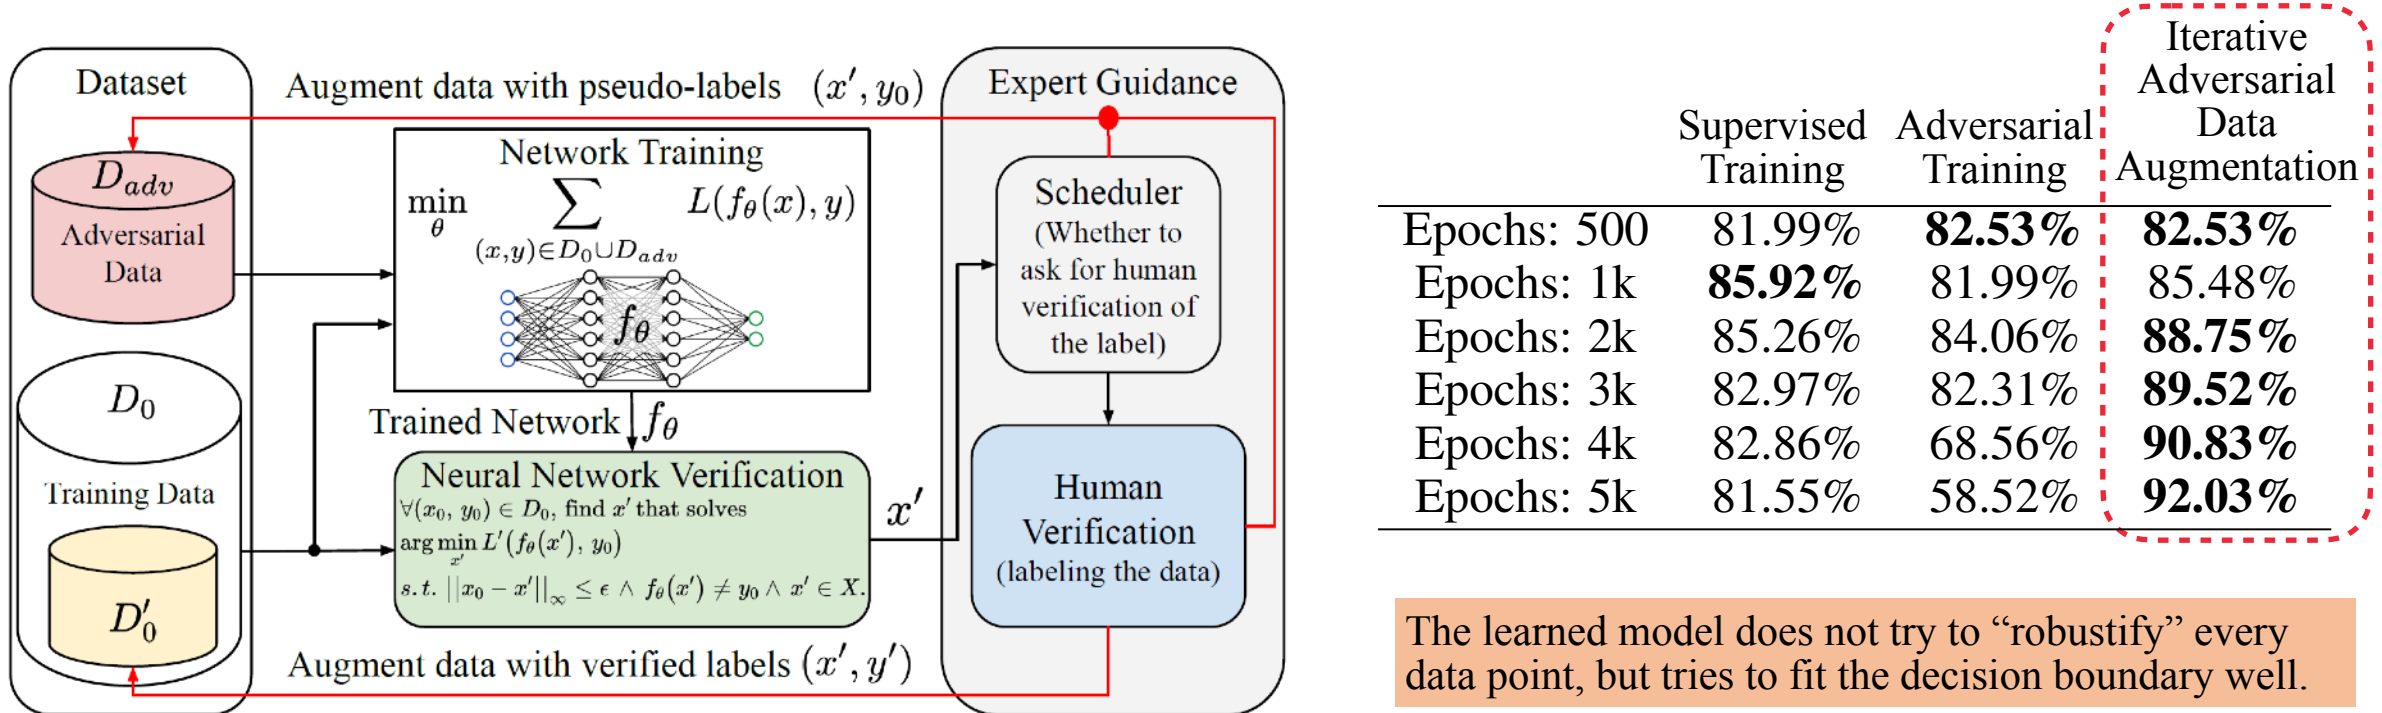 Dataset
Augment data with pseudo-labels (x′, y₀)
Expert Guidance
D_adv
Adversarial
Data
Network Training
min_θ ∑_{(x,y)∈D₀∪D_adv} L(f_θ(x), y)
f_θ
Scheduler
(Whether to
ask for human
verification of
the label)
D₀
Training Data
D′₀
Trained Network f_θ
Neural Network Verification
∀(x₀, y₀) ∈ D₀, find x′ that solves
arg min_{x′} L′(f_θ(x′), y₀)
s.t. ||x₀ − x′||_∞ ≤ ϵ ∧ f_θ(x′) ≠ y₀ ∧ x′ ∈ X.
x′
Human
Verification
(labeling the data)
Augment data with verified labels (x′, y′)
Supervised
Training
Adversarial
Training
Iterative
Adversarial
Data
Augmentation
Epochs: 500 81.99% 82.53% 82.53%
Epochs: 1k 85.92% 81.99% 85.48%
Epochs: 2k 85.26% 84.06% 88.75%
Epochs: 3k 82.97% 82.31% 89.52%
Epochs: 4k 82.86% 68.56% 90.83%
Epochs: 5k 81.55% 58.52% 92.03%
The learned model does not try to “robustify” every
data point, but tries to fit the decision boundary well.